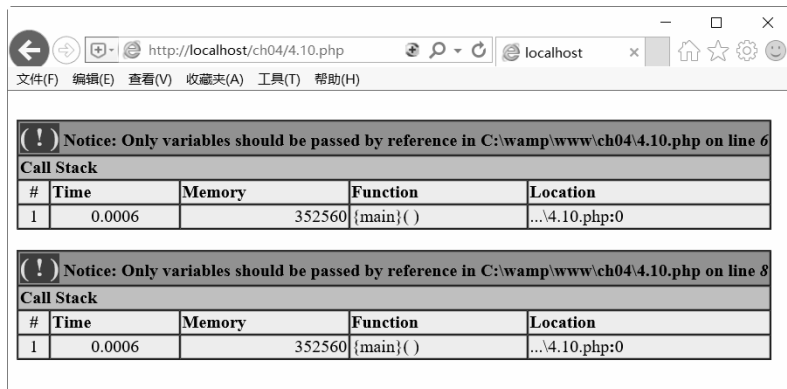 http://localhost/ch04/4.10.php
localhost
文件(F) 编辑(E) 查看(V) 收藏夹(A) 工具(T) 帮助(H)
( ! ) Notice: Only variables should be passed by reference in C:\wamp\www\ch04\4.10.php on line 6
Call Stack
# Time Memory Function Location
1 0.0006 352560 {main}( ) ...\4.10.php:0
( ! ) Notice: Only variables should be passed by reference in C:\wamp\www\ch04\4.10.php on line 8
Call Stack
# Time Memory Function Location
1 0.0006 352560 {main}( ) ...\4.10.php:0